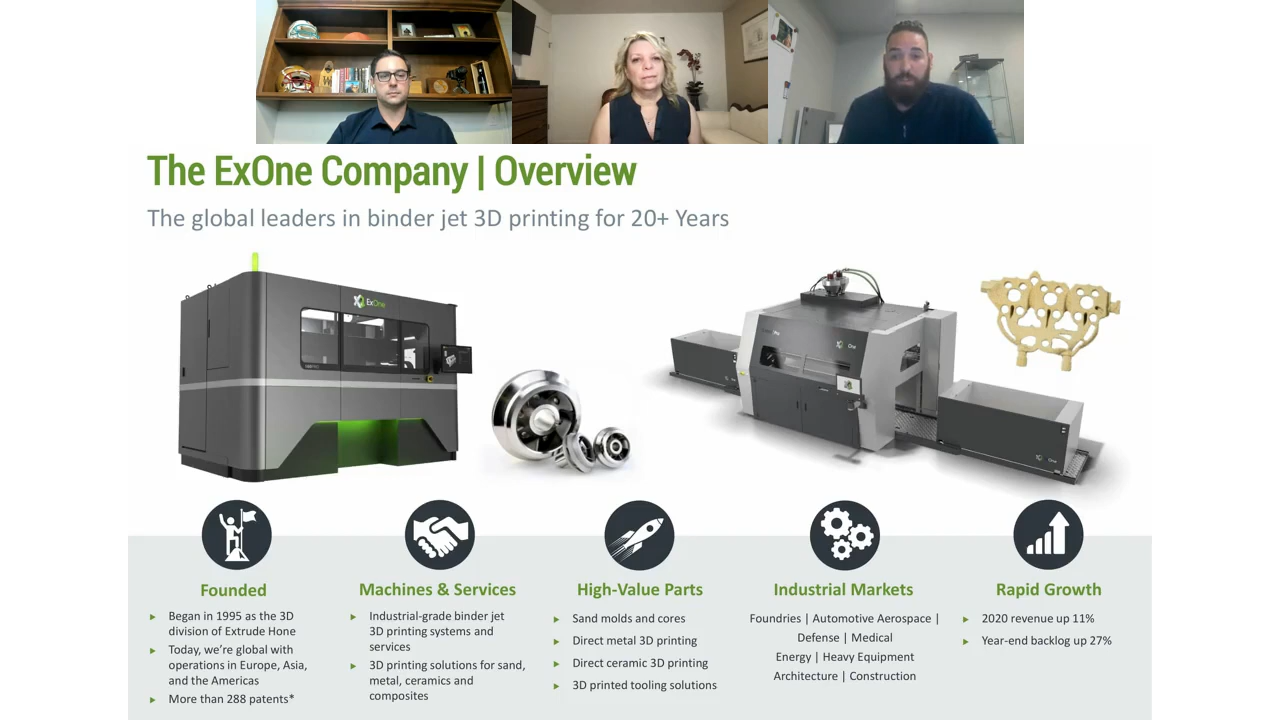 The ExOne Company | Overview
The global leaders in binder jet 3D printing for 20+ Years
ExOne
Founded
Began in 1995 as the 3D
division of Extrude Hone
Today, we're global with
operations in Europe, Asia,
and the Americas
More than 288 patents*
Machines & Services
Industrial-grade binder jet
3D printing systems and
services
3D printing solutions for sand,
metal, ceramics and
composites
High-Value Parts
Sand molds and cores
Direct metal 3D printing
Direct ceramic 3D printing
3D printed tooling solutions
Industrial Markets
Foundries | Automotive Aerospace |
Defense | Medical
Energy | Heavy Equipment
Architecture | Construction
Rapid Growth
2020 revenue up 11%
Year-end backlog up 27%